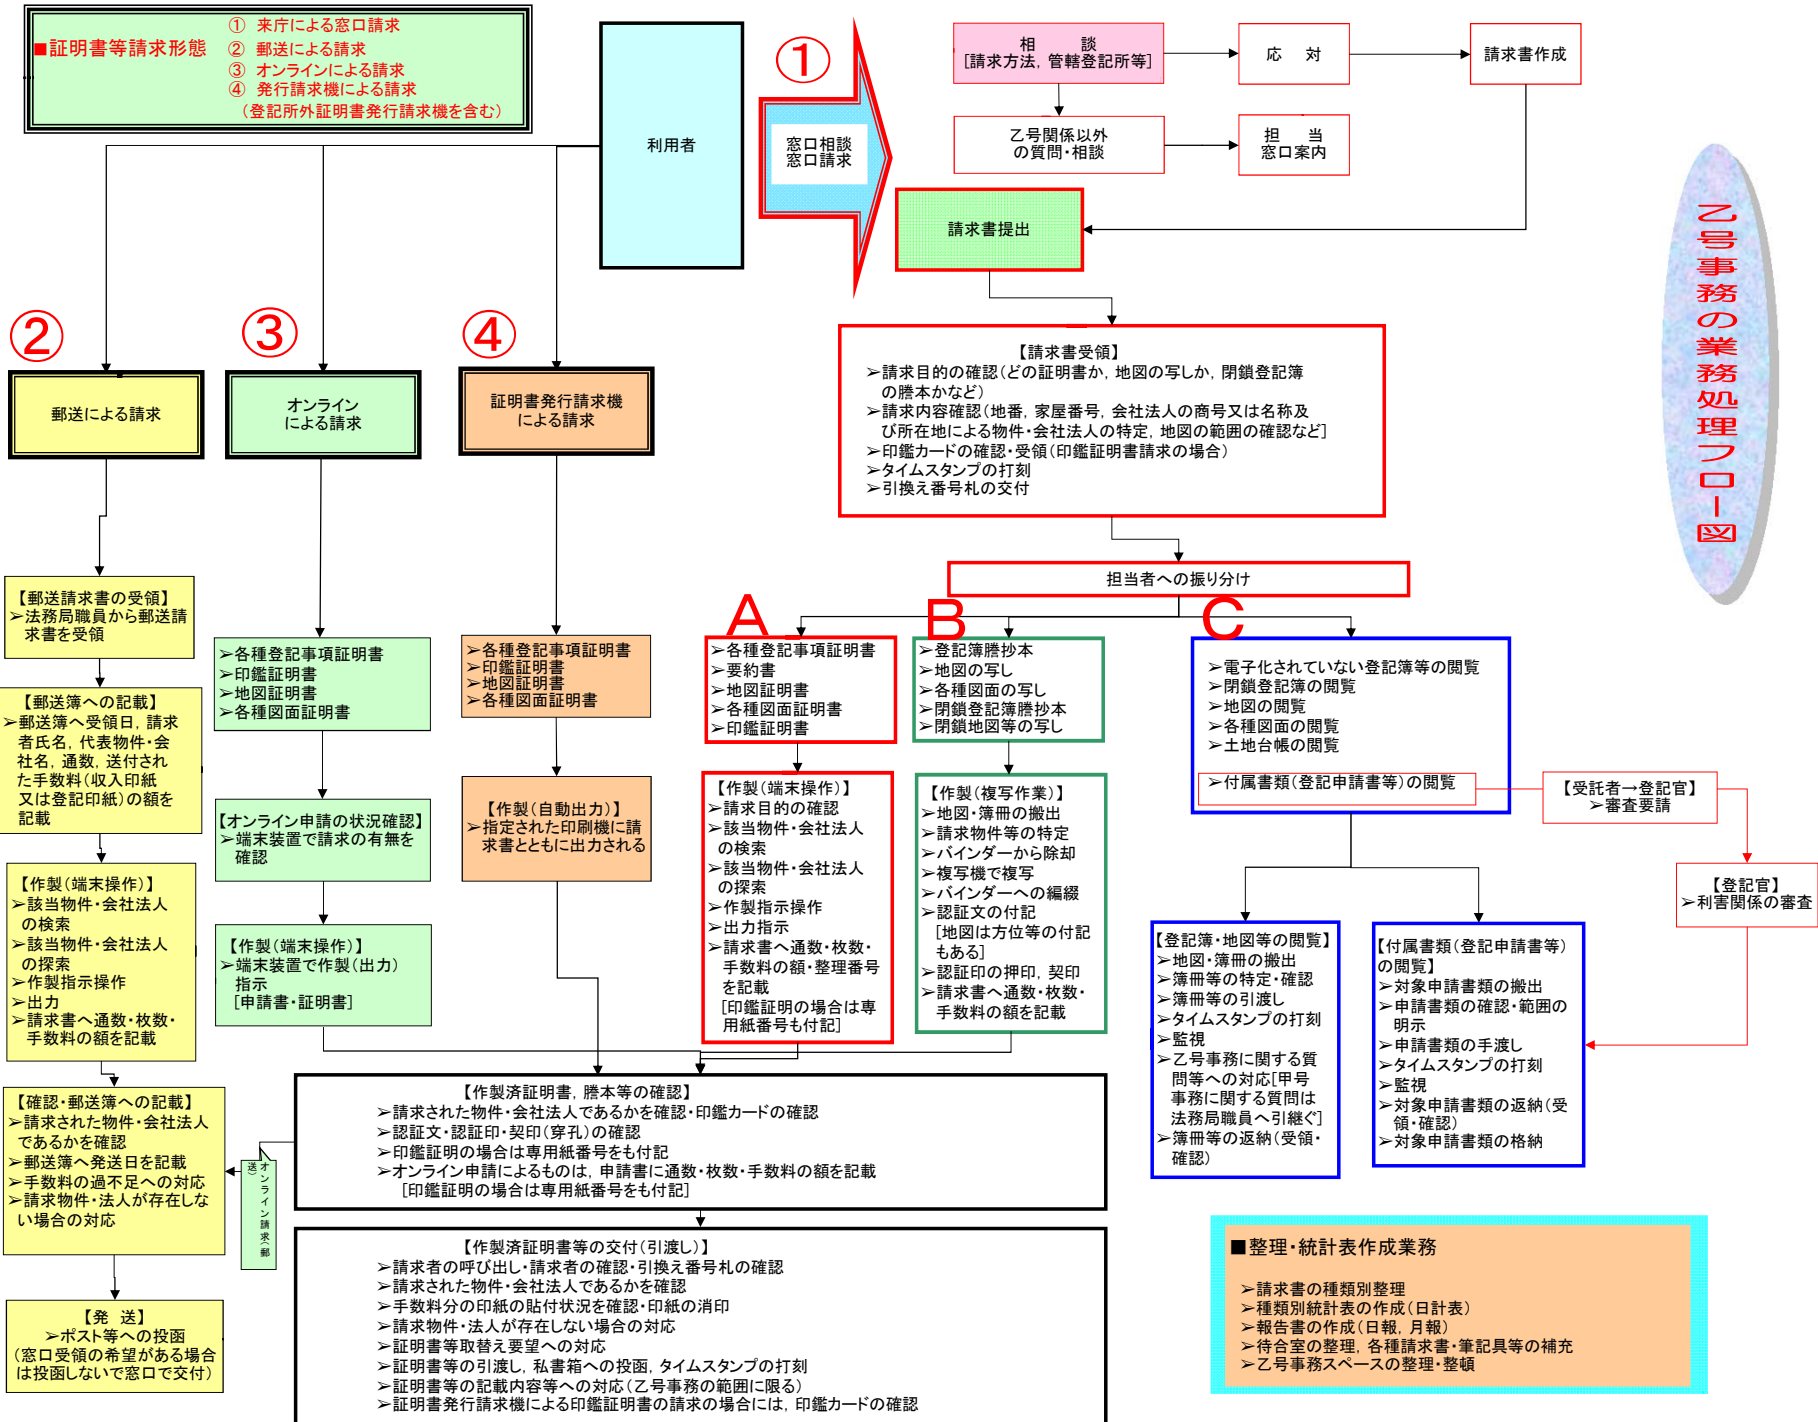 ■証明書等請求形態
① 来庁による窓口請求
② 郵送による請求
③ オンラインによる請求
④ 発行請求機による請求
(登記所外証明書発行請求機を含む)
利用者
①
窓口相談
窓口請求
相　談
[請求方法, 管轄登記所等]
応　対
請求書作成
乙号関係以外
の質問・相談
担　当
窓口案内
請求書提出
乙号事務の業務処理フロー図
②
③
④
郵送による請求
オンライン
による請求
証明書発行請求機
による請求
【請求書受領】
➢請求目的の確認(どの証明書か, 地図の写しか, 閉鎖登記簿
の謄本かなど)
➢請求内容確認(地番, 家屋番号, 会社法人の商号又は名称及
び所在地による物件・会社法人の特定, 地図の範囲の確認など]
➢印鑑カードの確認・受領(印鑑証明書請求の場合)
➢タイムスタンプの打刻
➢引換え番号札の交付
担当者への振り分け
A
B
C
【郵送請求書の受領】
➢法務局職員から郵送請
求書を受領
【郵送簿への記載】
➢郵送簿へ受領日, 請求
者氏名, 代表物件・会
社名, 通数, 送付され
た手数料(収入印紙
又は登記印紙)の額を
記載
【作製(端末操作)】
➢該当物件・会社法人
の検索
➢該当物件・会社法人
の探索
➢作製指示操作
➢出力
➢請求書へ通数・枚数・
手数料の額を記載
【確認・郵送簿への記載】
➢請求された物件・会社法人
であるかを確認
➢郵送簿へ発送日を記載
➢手数料の過不足への対応
➢請求物件・法人が存在しな
い場合の対応
【発 送】
➢ポスト等への投函
(窓口受領の希望がある場合
は投函しないで窓口で交付)
➢各種登記事項証明書
➢印鑑証明書
➢地図証明書
➢各種図面証明書
【オンライン申請の状況確認】
➢端末装置で請求の有無を
確認
【作製(端末操作)】
➢端末装置で作製(出力)
指示
[申請書・証明書]
オンライン請求(郵
送)
➢各種登記事項証明書
➢印鑑証明書
➢地図証明書
➢各種図面証明書
【作製(自動出力)】
➢指定された印刷機に請
求書とともに出力される
➢各種登記事項証明書
➢要約書
➢地図証明書
➢各種図面証明書
➢印鑑証明書
【作製(端末操作)】
➢請求目的の確認
➢該当物件・会社法人
の検索
➢該当物件・会社法人
の探索
➢作製指示操作
➢出力指示
➢請求書へ通数・枚数・
手数料の額・整理番号
を記載
[印鑑証明の場合は専
用紙番号も付記]
➢登記簿謄抄本
➢地図の写し
➢各種図面の写し
➢閉鎖登記簿謄抄本
➢閉鎖地図等の写し
【作製(複写作業)】
➢地図・簿冊の搬出
➢請求物件等の特定
➢バインダーから除却
➢複写機で複写
➢バインダーへの編綴
➢認証文の付記
[地図は方位等の付記
もある]
➢認証印の押印, 契印
➢請求書へ通数・枚数・
手数料の額を記載
➢電子化されていない登記簿等の閲覧
➢閉鎖登記簿の閲覧
➢地図の閲覧
➢各種図面の閲覧
➢土地台帳の閲覧
➢付属書類(登記申請書等)の閲覧
【受託者→登記官】
➢審査要請
【登記官】
➢利害関係の審査
【登記簿・地図等の閲覧】
➢地図・簿冊の搬出
➢簿冊等の特定・確認
➢簿冊等の引渡し
➢タイムスタンプの打刻
➢監視
➢乙号事務に関する質
問等への対応[甲号
事務に関する質問は
法務局職員へ引継ぐ]
➢簿冊等の返納(受領・
確認)
【付属書類(登記申請書等)
の閲覧】
➢対象申請書類の搬出
➢申請書類の確認・範囲の
明示
➢申請書類の手渡し
➢タイムスタンプの打刻
➢監視
➢対象申請書類の返納(受
領・確認)
➢対象申請書類の格納
【作製済証明書, 謄本等の確認】
➢請求された物件・会社法人であるかを確認・印鑑カードの確認
➢認証文・認証印・契印(穿孔)の確認
➢印鑑証明の場合は専用紙番号をも付記
➢オンライン申請によるものは, 申請書に通数・枚数・手数料の額を記載
[印鑑証明の場合は専用紙番号をも付記]
【作製済証明書等の交付(引渡し)】
➢請求者の呼び出し・請求者の確認・引換え番号札の確認
➢請求された物件・会社法人であるかを確認
➢手数料分の印紙の貼付状況を確認・印紙の消印
➢請求物件・法人が存在しない場合の対応
➢証明書等取替え要望への対応
➢証明書等の引渡し, 私書箱への投函, タイムスタンプの打刻
➢証明書等の記載内容等への対応(乙号事務の範囲に限る)
➢証明書発行請求機による印鑑証明書の請求の場合には, 印鑑カードの確認
■整理・統計表作成業務
➢請求書の種類別整理
➢種類別統計表の作成(日計表)
➢報告書の作成(日報, 月報)
➢待合室の整理, 各種請求書・筆記具等の補充
➢乙号事務スペースの整理・整頓